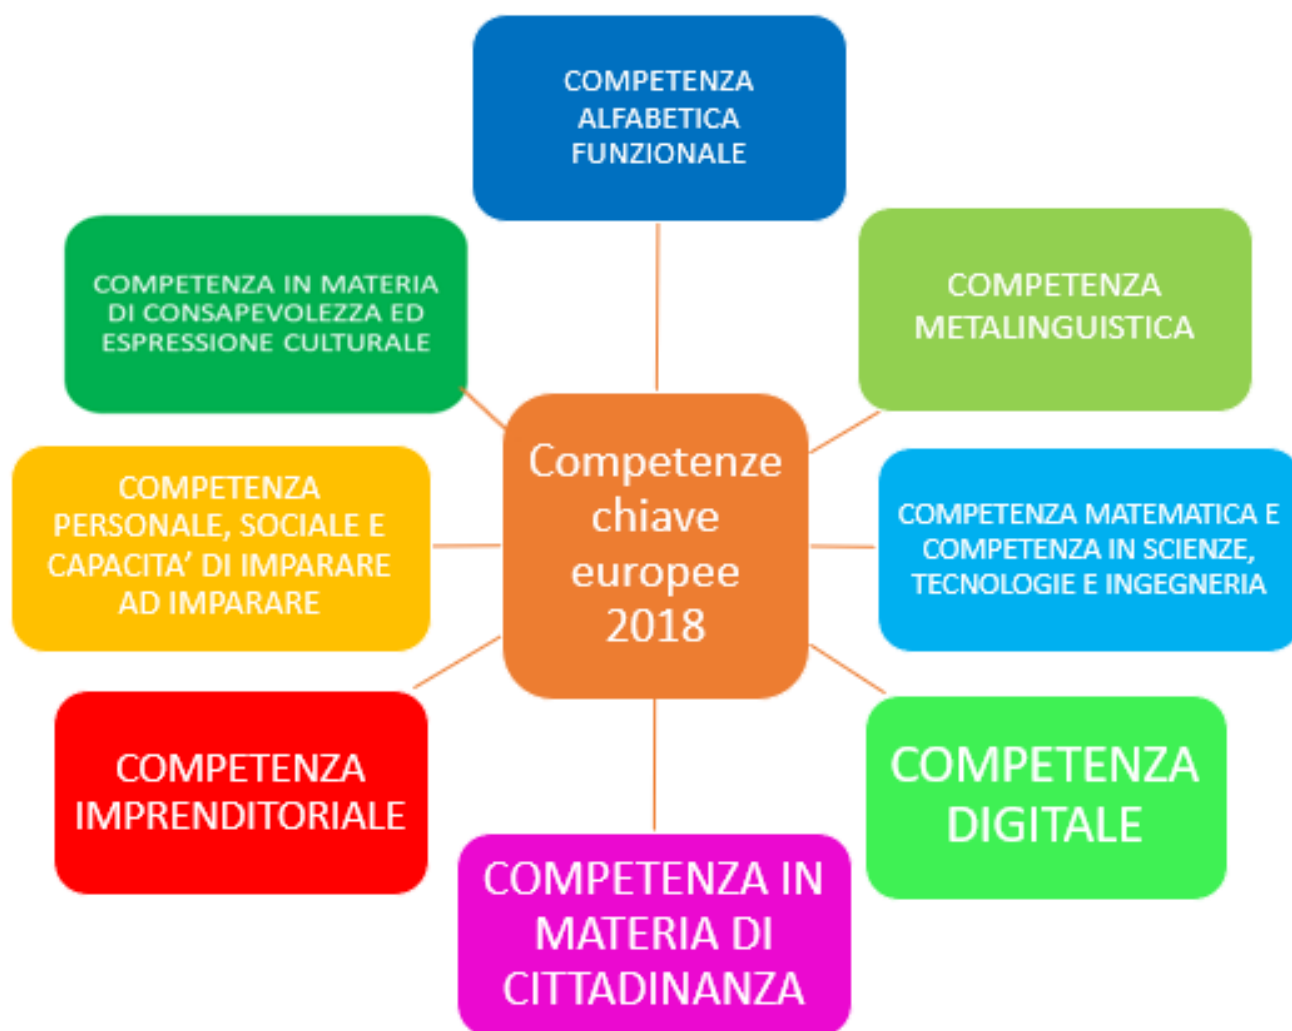 COMPETENZA
ALFABETICA
FUNZIONALE
COMPETENZA IN MATERIA
DI CONSAPEVOLEZZA ED
ESPRESSIONE CULTURALE
COMPETENZA
METALINGUISTICA
Competenze
chiave
europee
2018
COMPETENZA
PERSONALE, SOCIALE E
CAPACITA’ DI IMPARARE
AD IMPARARE
COMPETENZA MATEMATICA E
COMPETENZA IN SCIENZE,
TECNOLOGIE E INGEGNERIA
COMPETENZA
IMPRENDITORIALE
COMPETENZA
DIGITALE
COMPETENZA IN
MATERIA DI
CITTADINANZA